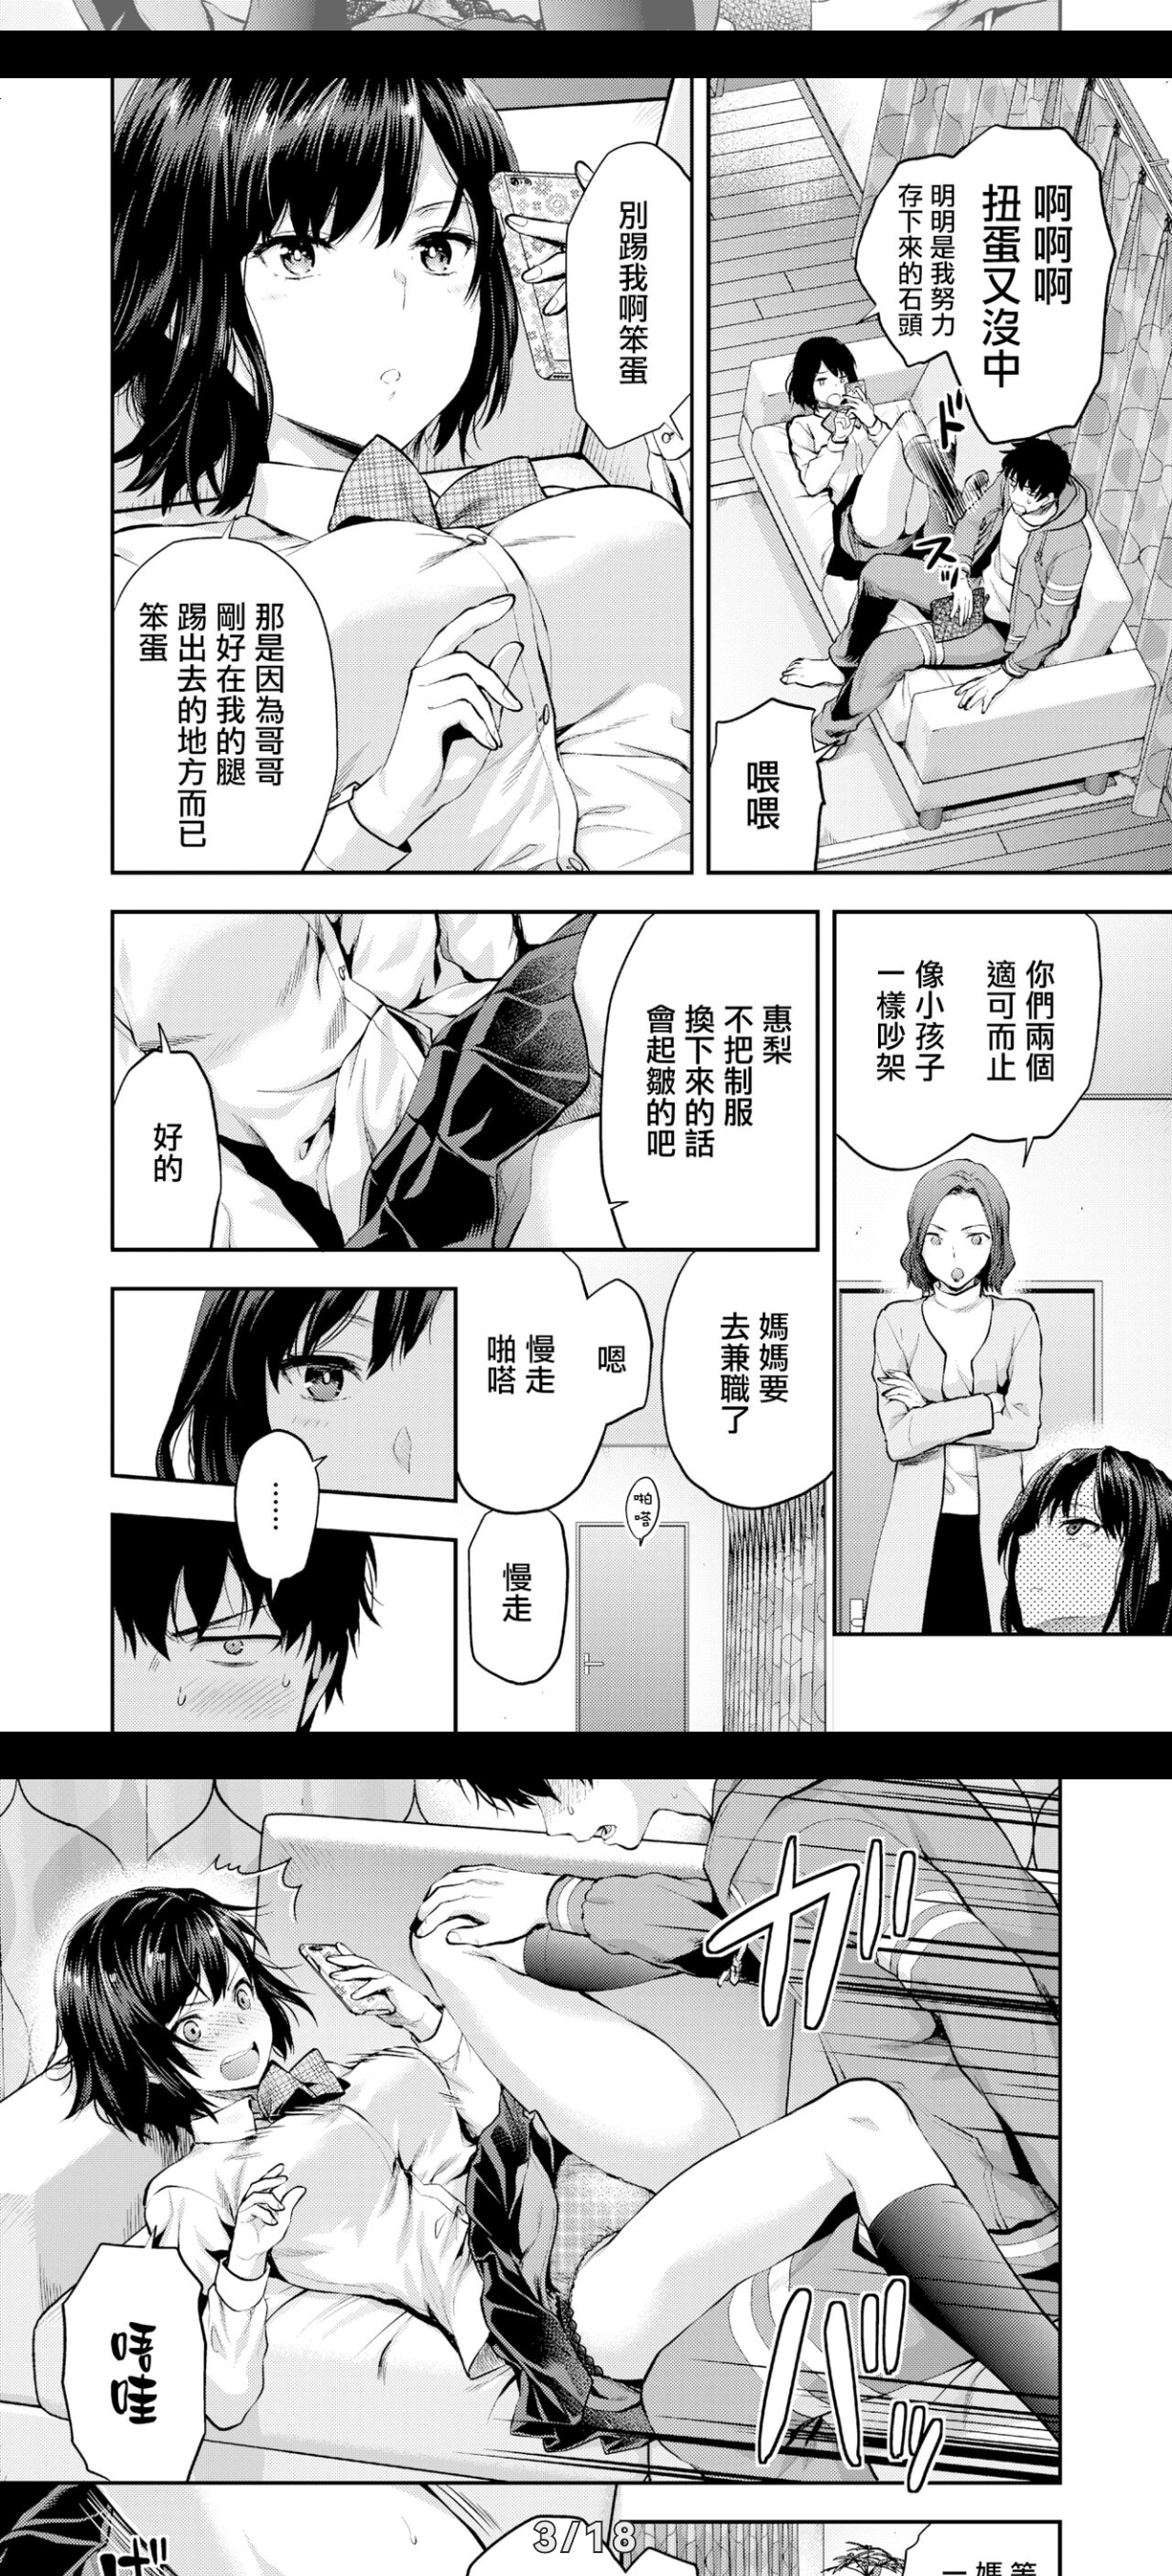 啊啊啊
扭蛋又沒中
明明是我努力
存下來的石頭
ドスッ
喂喂
別踢我啊笨蛋
那是因為哥哥
剛好在我的腿
踢出去的地方而已
笨蛋
你們兩個
適可而止
像小孩子
一樣吵架
惠梨
不把制服
換下來的話
會起皺的吧
好的
媽媽要
去兼職了
嗯
慢走
啪嗒
啪嗒
慢走
……
ガバッ
唔哇
3/18